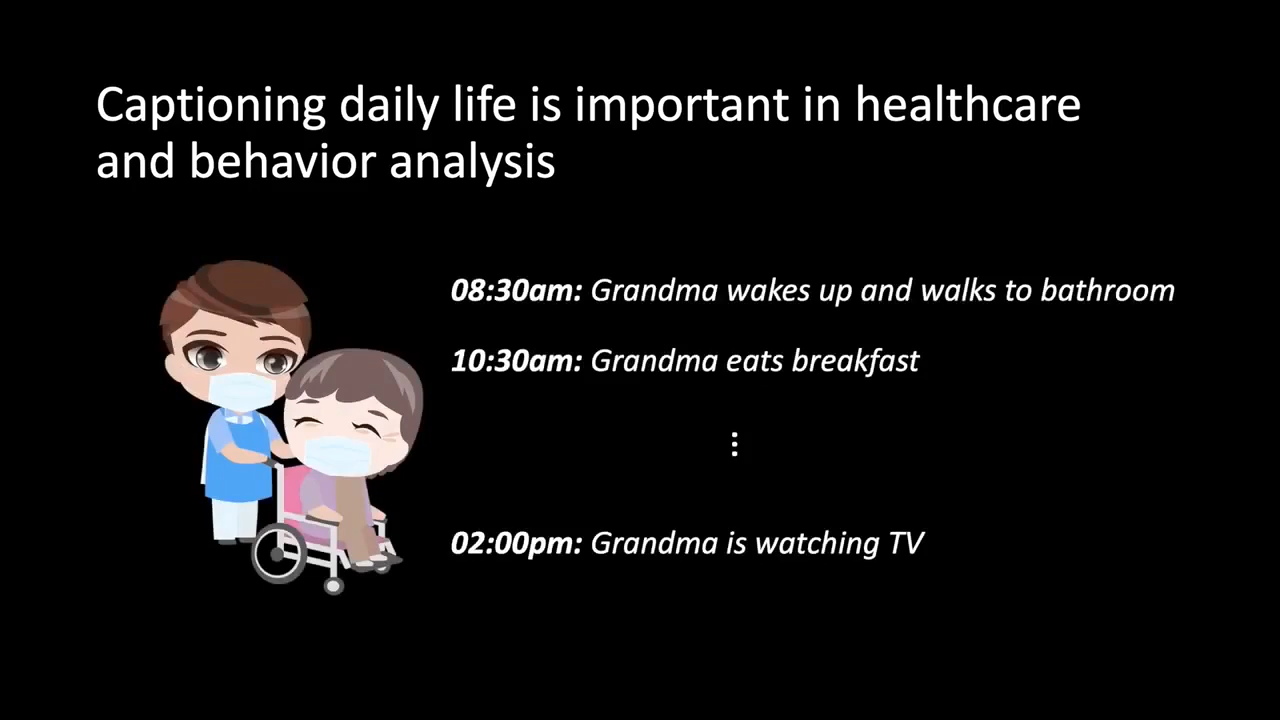 Captioning daily life is important in healthcare
and behavior analysis
08:30am: Grandma wakes up and walks to bathroom
10:30am: Grandma eats breakfast
⋮
02:00pm: Grandma is watching TV